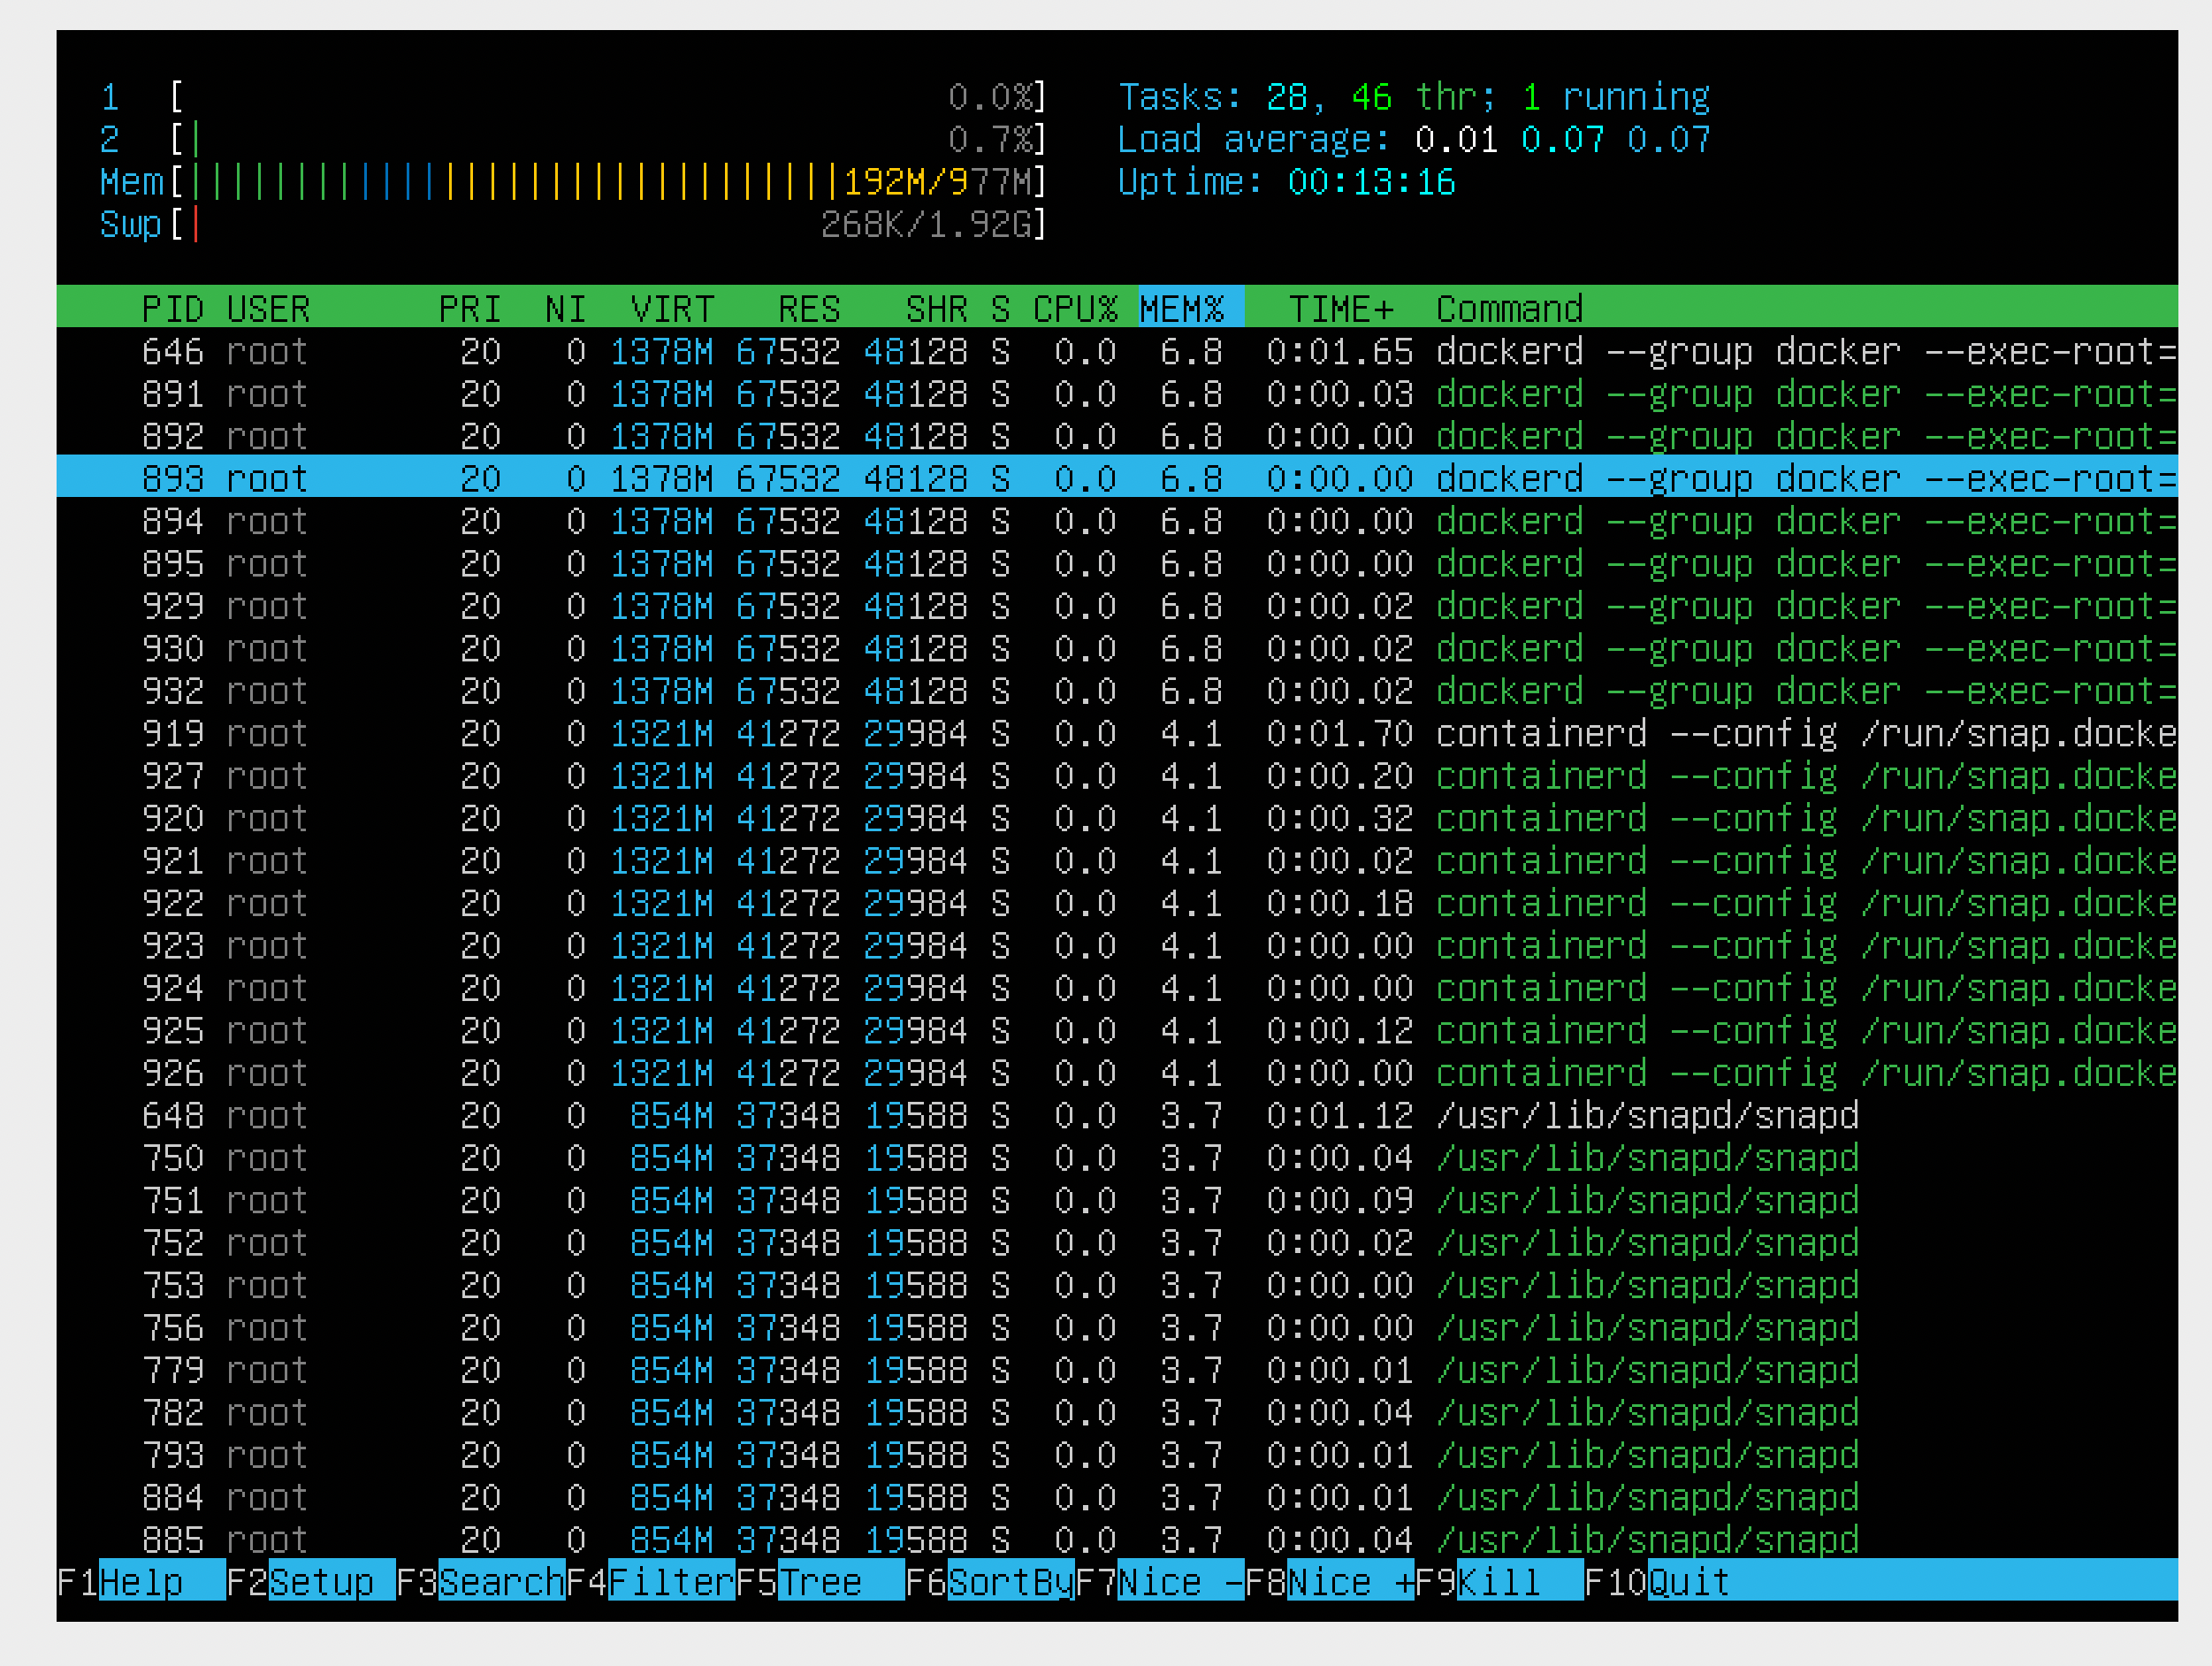 1 [ 0.0%] Tasks: 28, 46 thr; 1 running
2 [| 0.7%] Load average: 0.01 0.07 0.07
Mem[|||||||||||||||||||||||||||||||192M/977M] Uptime: 00:13:16
Swp[| 268K/1.92G]
PID USER PRI NI VIRT RES SHR S CPU% MEM% TIME+ Command
646 root 20 0 1378M 67532 48128 S 0.0 6.8 0:01.65 dockerd --group docker --exec-root=
891 root 20 0 1378M 67532 48128 S 0.0 6.8 0:00.03 dockerd --group docker --exec-root=
892 root 20 0 1378M 67532 48128 S 0.0 6.8 0:00.00 dockerd --group docker --exec-root=
893 root 20 0 1378M 67532 48128 S 0.0 6.8 0:00.00 dockerd --group docker --exec-root=
894 root 20 0 1378M 67532 48128 S 0.0 6.8 0:00.00 dockerd --group docker --exec-root=
895 root 20 0 1378M 67532 48128 S 0.0 6.8 0:00.00 dockerd --group docker --exec-root=
929 root 20 0 1378M 67532 48128 S 0.0 6.8 0:00.02 dockerd --group docker --exec-root=
930 root 20 0 1378M 67532 48128 S 0.0 6.8 0:00.02 dockerd --group docker --exec-root=
932 root 20 0 1378M 67532 48128 S 0.0 6.8 0:00.02 dockerd --group docker --exec-root=
919 root 20 0 1321M 41272 29984 S 0.0 4.1 0:01.70 containerd --config /run/snap.docke
927 root 20 0 1321M 41272 29984 S 0.0 4.1 0:00.20 containerd --config /run/snap.docke
920 root 20 0 1321M 41272 29984 S 0.0 4.1 0:00.32 containerd --config /run/snap.docke
921 root 20 0 1321M 41272 29984 S 0.0 4.1 0:00.02 containerd --config /run/snap.docke
922 root 20 0 1321M 41272 29984 S 0.0 4.1 0:00.18 containerd --config /run/snap.docke
923 root 20 0 1321M 41272 29984 S 0.0 4.1 0:00.00 containerd --config /run/snap.docke
924 root 20 0 1321M 41272 29984 S 0.0 4.1 0:00.00 containerd --config /run/snap.docke
925 root 20 0 1321M 41272 29984 S 0.0 4.1 0:00.12 containerd --config /run/snap.docke
926 root 20 0 1321M 41272 29984 S 0.0 4.1 0:00.00 containerd --config /run/snap.docke
648 root 20 0 854M 37348 19588 S 0.0 3.7 0:01.12 /usr/lib/snapd/snapd
750 root 20 0 854M 37348 19588 S 0.0 3.7 0:00.04 /usr/lib/snapd/snapd
751 root 20 0 854M 37348 19588 S 0.0 3.7 0:00.09 /usr/lib/snapd/snapd
752 root 20 0 854M 37348 19588 S 0.0 3.7 0:00.02 /usr/lib/snapd/snapd
753 root 20 0 854M 37348 19588 S 0.0 3.7 0:00.00 /usr/lib/snapd/snapd
756 root 20 0 854M 37348 19588 S 0.0 3.7 0:00.00 /usr/lib/snapd/snapd
779 root 20 0 854M 37348 19588 S 0.0 3.7 0:00.01 /usr/lib/snapd/snapd
782 root 20 0 854M 37348 19588 S 0.0 3.7 0:00.04 /usr/lib/snapd/snapd
793 root 20 0 854M 37348 19588 S 0.0 3.7 0:00.01 /usr/lib/snapd/snapd
884 root 20 0 854M 37348 19588 S 0.0 3.7 0:00.01 /usr/lib/snapd/snapd
885 root 20 0 854M 37348 19588 S 0.0 3.7 0:00.04 /usr/lib/snapd/snapd
F1Help F2Setup F3SearchF4FilterF5Tree F6SortByF7Nice -F8Nice +F9Kill F10Quit